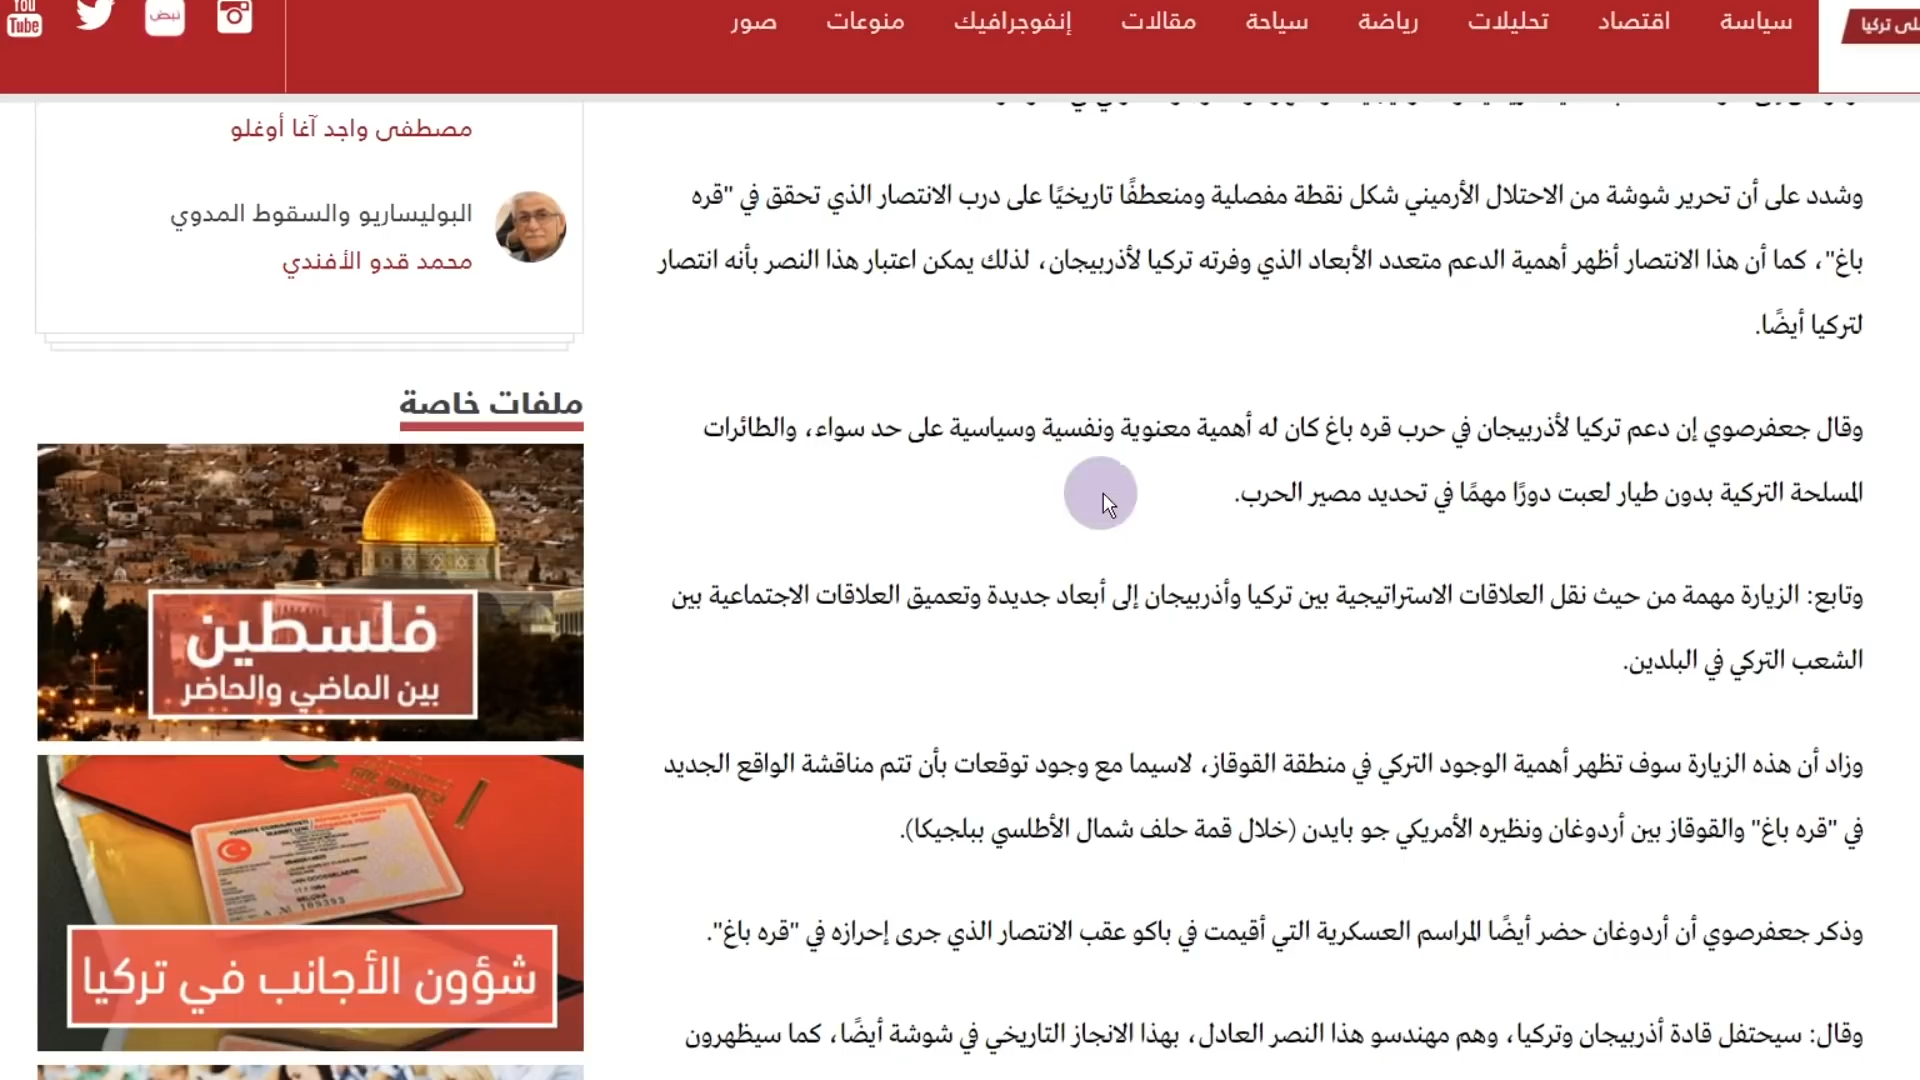 سياسة
اقتصاد
تحليلات
رياضة
سياحة
مقالات
إنفوجرافيك
منوعات
صور
نبض
You
Tube
تركيا
وشدد على أن تحرير شوشة من الاحتلال الأرميني شكل نقطة مفصلية ومنعطفًا تاريخيًا على درب الانتصار الذي تحقق في "قره
باغ"، كما أن هذا الانتصار أظهر أهمية الدعم متعدد الأبعاد الذي وفرته تركيا لأذربيجان، لذلك يمكن اعتبار هذا النصر بأنه انتصار
لتركيا أيضًا.
وقال جعفرصوي إن دعم تركيا لأذربيجان في حرب قره باغ كان له أهمية معنوية ونفسية وسياسية على حد سواء، والطائرات
المسلحة التركية بدون طيار لعبت دورًا مهمًا في تحديد مصير الحرب.
وتابع: الزيارة مهمة من حيث نقل العلاقات الاستراتيجية بين تركيا وأذربيجان إلى أبعاد جديدة وتعميق العلاقات الاجتماعية بين
الشعب التركي في البلدين.
وزاد أن هذه الزيارة سوف تظهر أهمية الوجود التركي في منطقة القوقاز، لاسيما مع وجود توقعات بأن تتم مناقشة الواقع الجديد
في "قره باغ" والقوقاز بين أردوغان ونظيره الأمريكي جو بايدن (خلال قمة حلف شمال الأطلسي ببلجيكا).
وذكر جعفرصوي أن أردوغان حضر أيضًا المراسم العسكرية التي أقيمت في باكو عقب الانتصار الذي جرى إحرازه في "قره باغ".
وقال: سيحتفل قادة أذربيجان وتركيا، وهم مهندسو هذا النصر العادل، بهذا الانجاز التاريخي في شوشة أيضًا، كما سيظهرون
مصطفى واجد آغا أوغلو
البوليساريو والسقوط المدوي
محمد قدو الأفندي
ملفات خاصة
فلسطين
بين الماضي والحاضر
شؤون الأجانب في تركيا